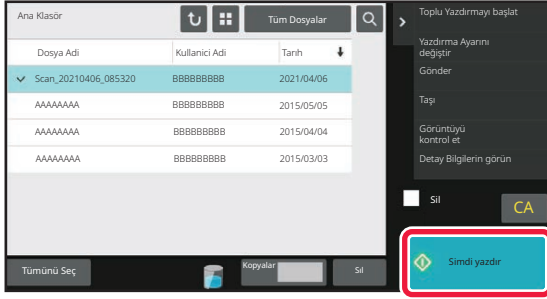 Ana Klasör
Tüm Dosyalar
Dosya Adi
Kullanici Adi
Tarıh
Scan_20210406_085320 BBBBBBBBB 2021/04/06
AAAAAAAA BBBBBBBBB 2015/05/05
AAAAAAAA BBBBBBBBB 2015/04/04
AAAAAAAA BBBBBBBBB 2015/03/03
Tümünü Seç
Kopyalar
Sıl
Toplu Yazdırmayı başlat
Yazdırma Ayarını
değiştir
Gönder
Taşı
Görüntüyü
kontrol et
Detay Bilgilerin görün
Sil
CA
Simdi yazdır